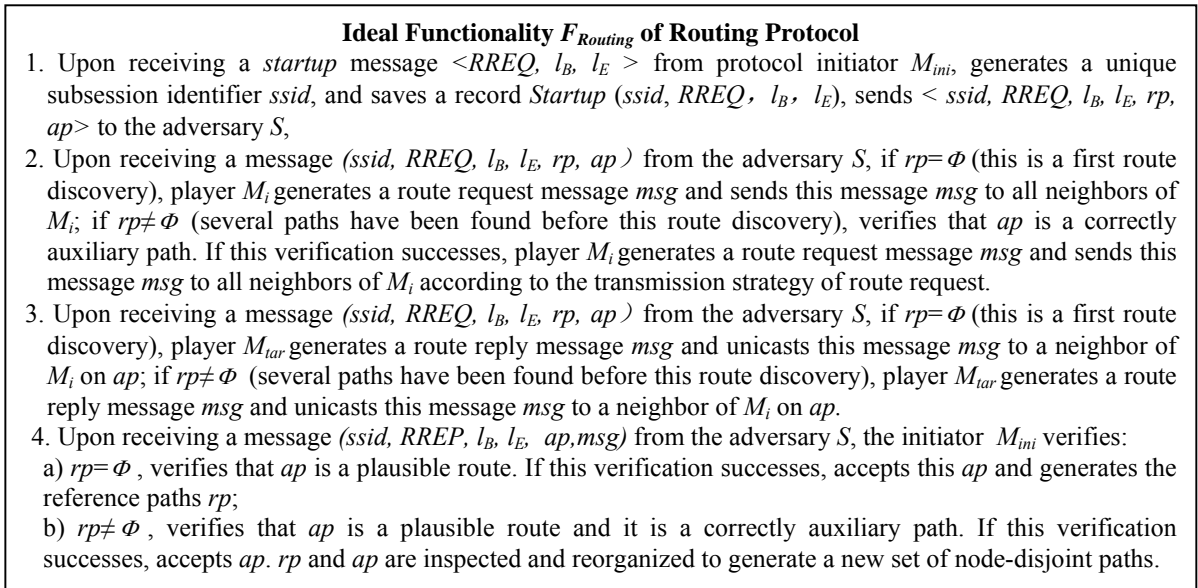 Ideal Functionality F_Routing of Routing Protocol
1. Upon receiving a startup message <RREQ, l_B, l_E > from protocol initiator M_ini, generates a unique
subsession identifier ssid, and saves a record Startup (ssid, RREQ，l_B，l_E), sends < ssid, RREQ, l_B, l_E, rp,
ap> to the adversary S,
2. Upon receiving a message (ssid, RREQ, l_B, l_E, rp, ap）from the adversary S, if rp=Φ (this is a first route
discovery), player M_i generates a route request message msg and sends this message msg to all neighbors of
M_i; if rp≠Φ (several paths have been found before this route discovery), verifies that ap is a correctly
auxiliary path. If this verification successes, player M_i generates a route request message msg and sends this
message msg to all neighbors of M_i according to the transmission strategy of route request.
3. Upon receiving a message (ssid, RREQ, l_B, l_E, rp, ap）from the adversary S, if rp=Φ (this is a first route
discovery), player M_tar generates a route reply message msg and unicasts this message msg to a neighbor of
M_i on ap; if rp≠Φ (several paths have been found before this route discovery), player M_tar generates a route
reply message msg and unicasts this message msg to a neighbor of M_i on ap.
4. Upon receiving a message (ssid, RREP, l_B, l_E, ap,msg) from the adversary S, the initiator M_ini verifies:
a) rp=Φ , verifies that ap is a plausible route. If this verification successes, accepts this ap and generates the
reference paths rp;
b) rp≠Φ , verifies that ap is a plausible route and it is a correctly auxiliary path. If this verification
successes, accepts ap. rp and ap are inspected and reorganized to generate a new set of node-disjoint paths.